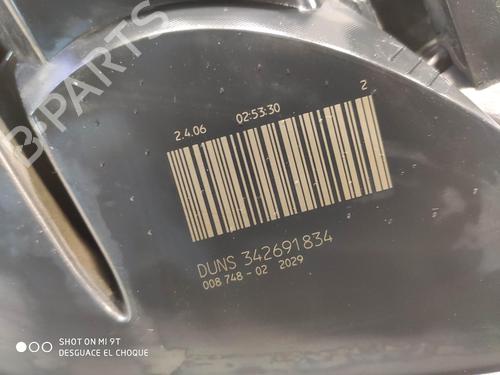 B-PARTS
2.4.06 02:53:30 2
DUNS 342691834
008 748-02 2029
SHOT ON MI 9T
DESGUACE EL CHOQUE